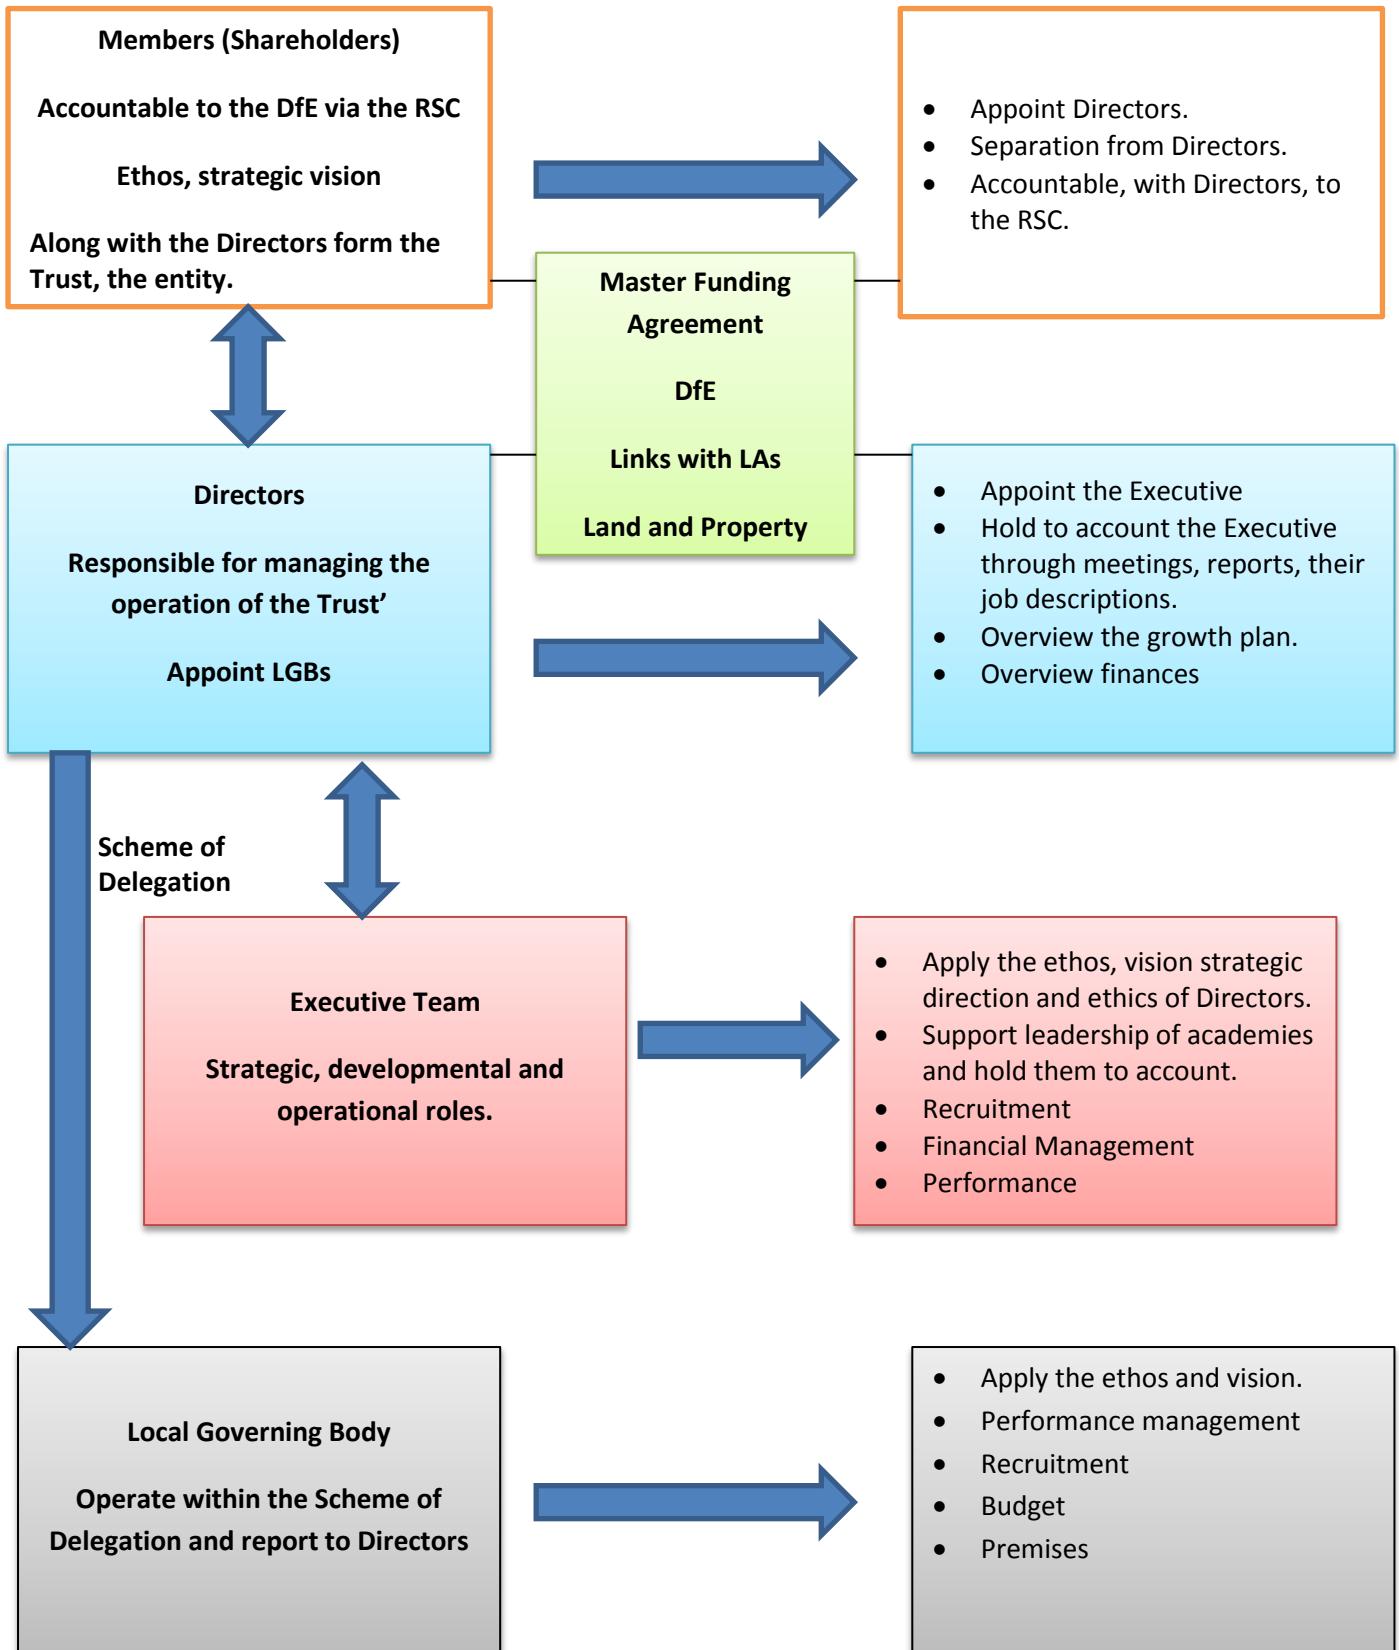 Members (Shareholders)
Accountable to the DfE via the RSC
Ethos, strategic vision
Along with the Directors form the
Trust, the entity.
• Appoint Directors.
• Separation from Directors.
• Accountable, with Directors, to
the RSC.
Master Funding
Agreement
DfE
Links with LAs
Land and Property
Directors
Responsible for managing the
operation of the Trust’
Appoint LGBs
• Appoint the Executive
• Hold to account the Executive
through meetings, reports, their
job descriptions.
• Overview the growth plan.
• Overview finances
Scheme of
Delegation
Executive Team
Strategic, developmental and
operational roles.
• Apply the ethos, vision strategic
direction and ethics of Directors.
• Support leadership of academies
and hold them to account.
• Recruitment
• Financial Management
• Performance
Local Governing Body
Operate within the Scheme of
Delegation and report to Directors
• Apply the ethos and vision.
• Performance management
• Recruitment
• Budget
• Premises